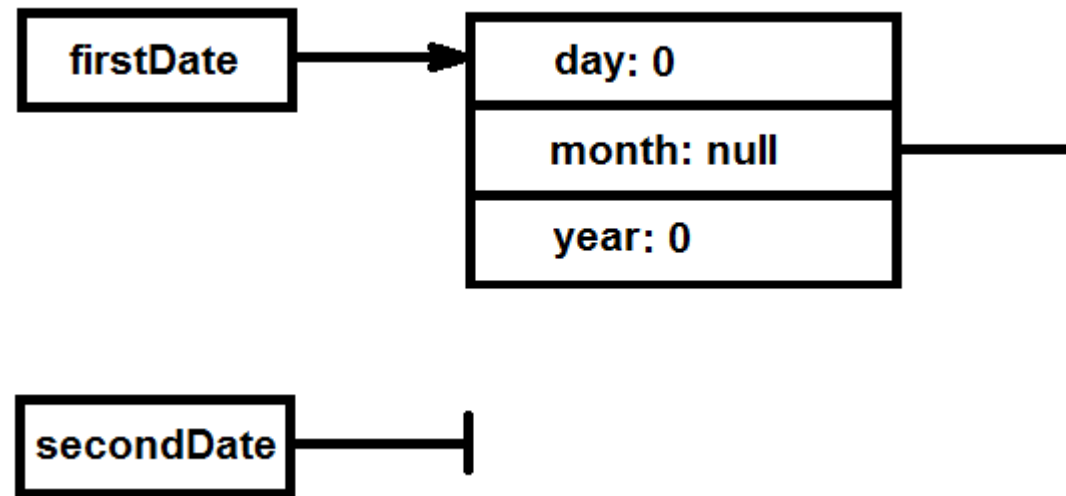 firstDate
day: 0
month: null
year: 0
secondDate